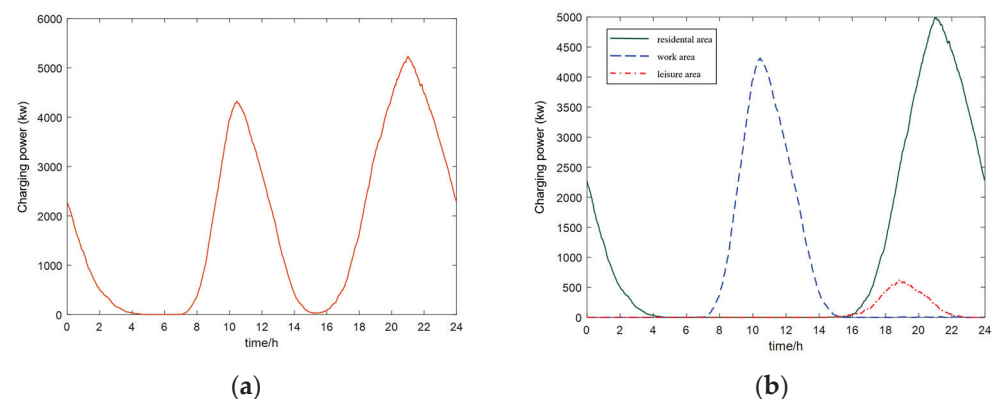 6000
5000
4000
3000
2000
1000
0
Charging power (kw)
0 2 4 6 8 10 12 14 16 18 20 22 24
time/h
(a)
5000
4500
4000
3500
3000
2500
2000
1500
1000
500
0
Charging power (kw)
residental area
work area
leisure area
0 2 4 6 8 10 12 14 16 18 20 22 24
time/h
(b)